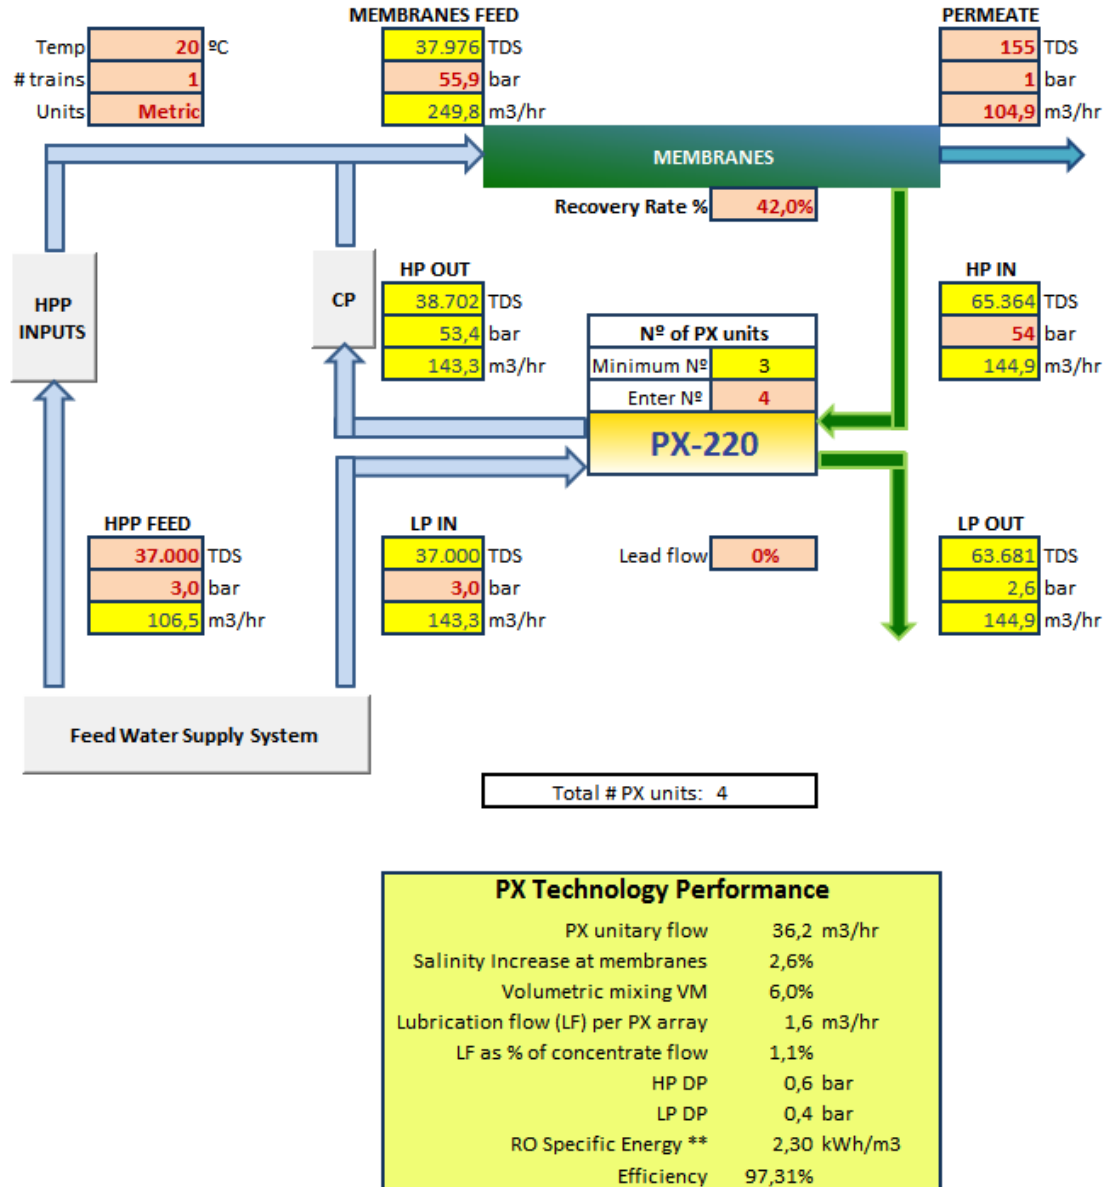 MEMBRANES FEED PERMEATE
Temp 20 ºC 37.976 TDS 155 TDS
# trains 1 55,9 bar 1 bar
Units Metric 249,8 m3/hr 104,9 m3/hr
MEMBRANES
Recovery Rate % 42,0%
HP OUT HP IN
HPP INPUTS CP 38.702 TDS 65.364 TDS
53,4 bar Nº of PX units 54 bar
143,3 m3/hr Minimum Nº 3 144,9 m3/hr
Enter Nº 4
PX-220
HPP FEED LP IN LP OUT
37.000 TDS 37.000 TDS Lead flow 0% 63.681 TDS
3,0 bar 3,0 bar 2,6 bar
106,5 m3/hr 143,3 m3/hr 144,9 m3/hr
Feed Water Supply System
Total # PX units: 4
PX Technology Performance
PX unitary flow 36,2 m3/hr
Salinity Increase at membranes 2,6%
Volumetric mixing VM 6,0%
Lubrication flow (LF) per PX array 1,6 m3/hr
LF as % of concentrate flow 1,1%
HP DP 0,6 bar
LP DP 0,4 bar
RO Specific Energy ** 2,30 kWh/m3
Efficiency 97,31%